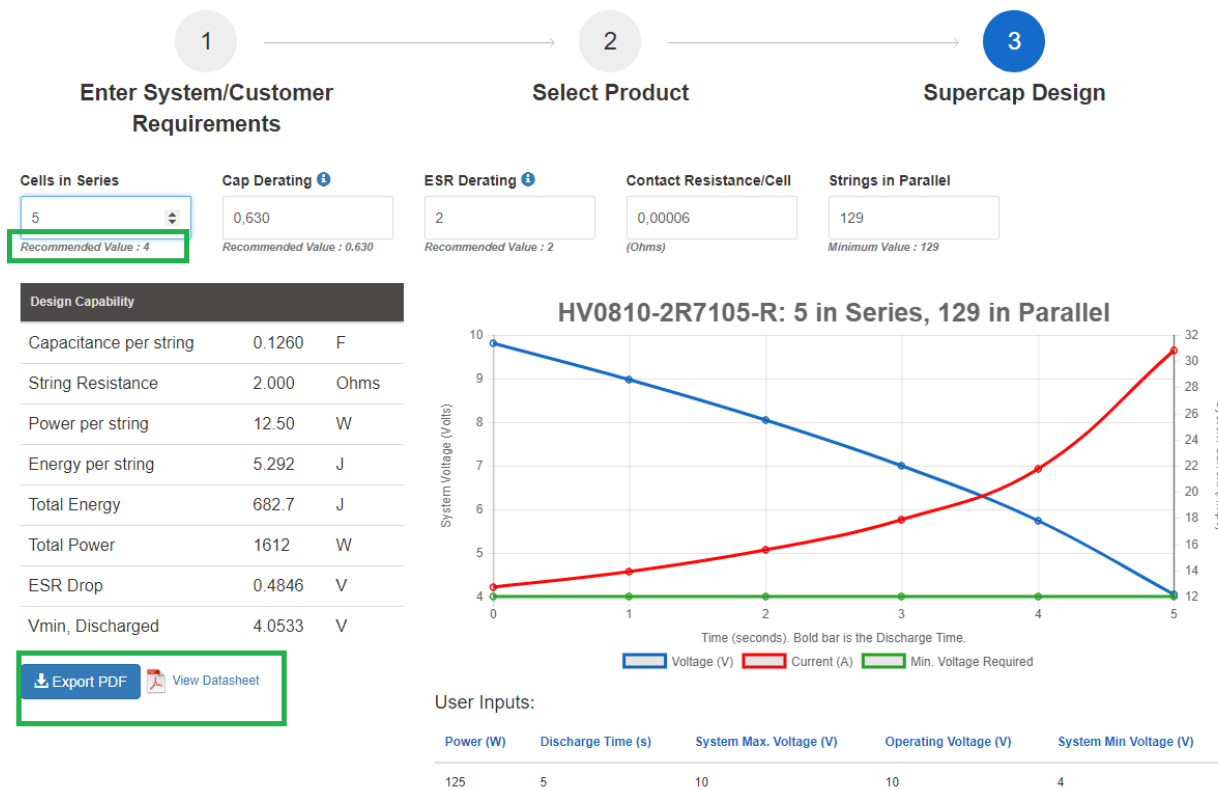 1
2
3
Enter System/Customer
Requirements
Select Product
Supercap Design
Cells in Series
Cap Derating
ESR Derating
Contact Resistance/Cell
Strings in Parallel
5
0,630
2
0,00006
129
Recommended Value : 4
Recommended Value : 0.630
Recommended Value : 2
(Ohms)
Minimum Value : 129
Design Capability
Capacitance per string 0.1260 F
String Resistance 2.000 Ohms
Power per string 12.50 W
Energy per string 5.292 J
Total Energy 682.7 J
Total Power 1612 W
ESR Drop 0.4846 V
Vmin, Discharged 4.0533 V
Export PDF
View Datasheet
HV0810-2R7105-R: 5 in Series, 129 in Parallel
System Voltage (Volts)
10
9
8
7
6
5
4
32
30
28
26
24
22
20
18
16
14
12
0 1 2 3 4 5
Time (seconds). Bold bar is the Discharge Time.
Voltage (V) Current (A) Min. Voltage Required
User Inputs:
Power (W) Discharge Time (s) System Max. Voltage (V) Operating Voltage (V) System Min Voltage (V)
125 5 10 10 4